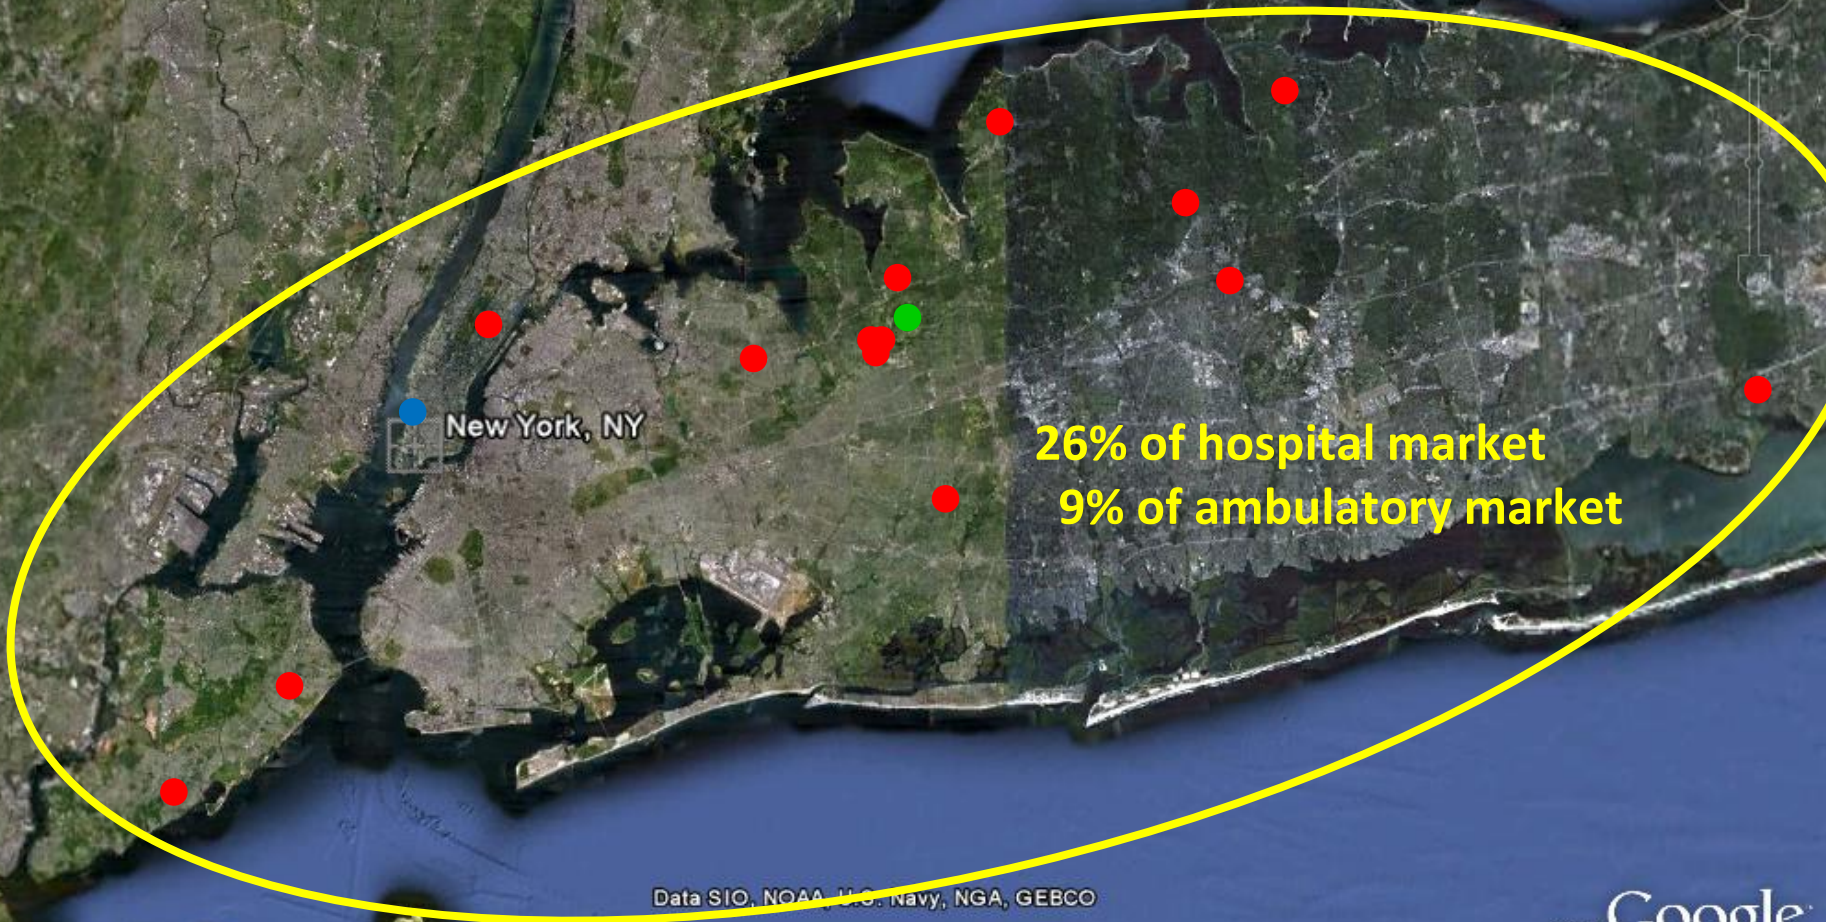 New York, NY
26% of hospital market
9% of ambulatory market
Data SIO, NOAA, U.S. Navy, NGA, GEBCO
Google